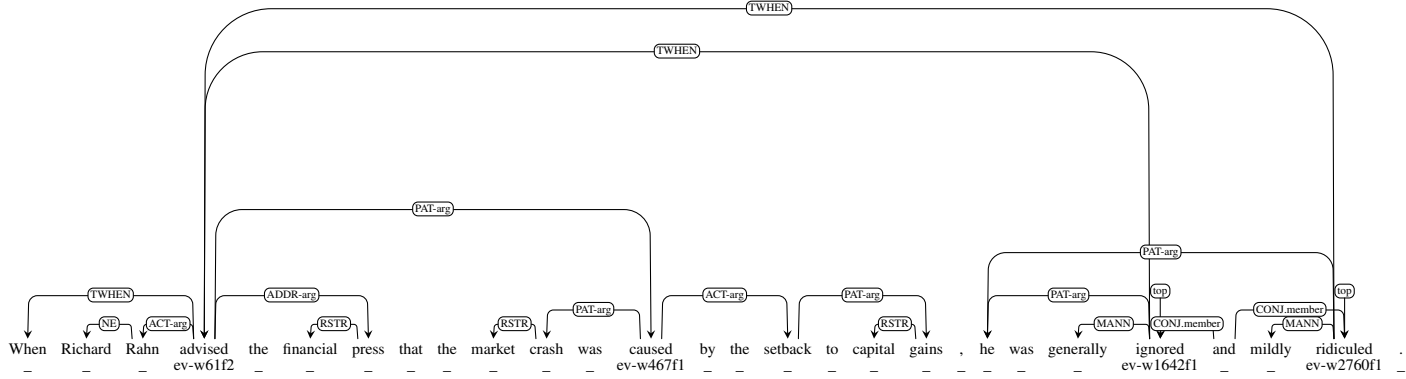 TWHEN
TWHEN
PAT-arg
PAT-arg
TWHEN ADDR-arg ACT-arg PAT-arg PAT-arg top top
PAT-arg CONJ.member
NE ACT-arg RSTR RSTR RSTR MANN CONJ.member MANN
When Richard Rahn advised the financial press that the market crash was caused by the setback to capital gains , he was generally ignored and mildly ridiculed .
_ _ _ ev-w61f2 _ _ _ _ _ _ _ _ ev-w467f1 _ _ _ _ _ _ _ _ _ _ ev-w1642f1 _ _ ev-w2760f1 _